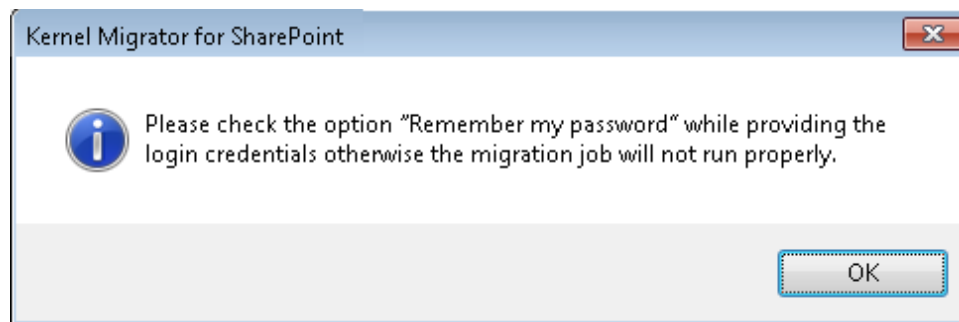 Kernel Migrator for SharePoint
Please check the option “Remember my password“ while providing the
login credentials otherwise the migration job will not run properly.
OK